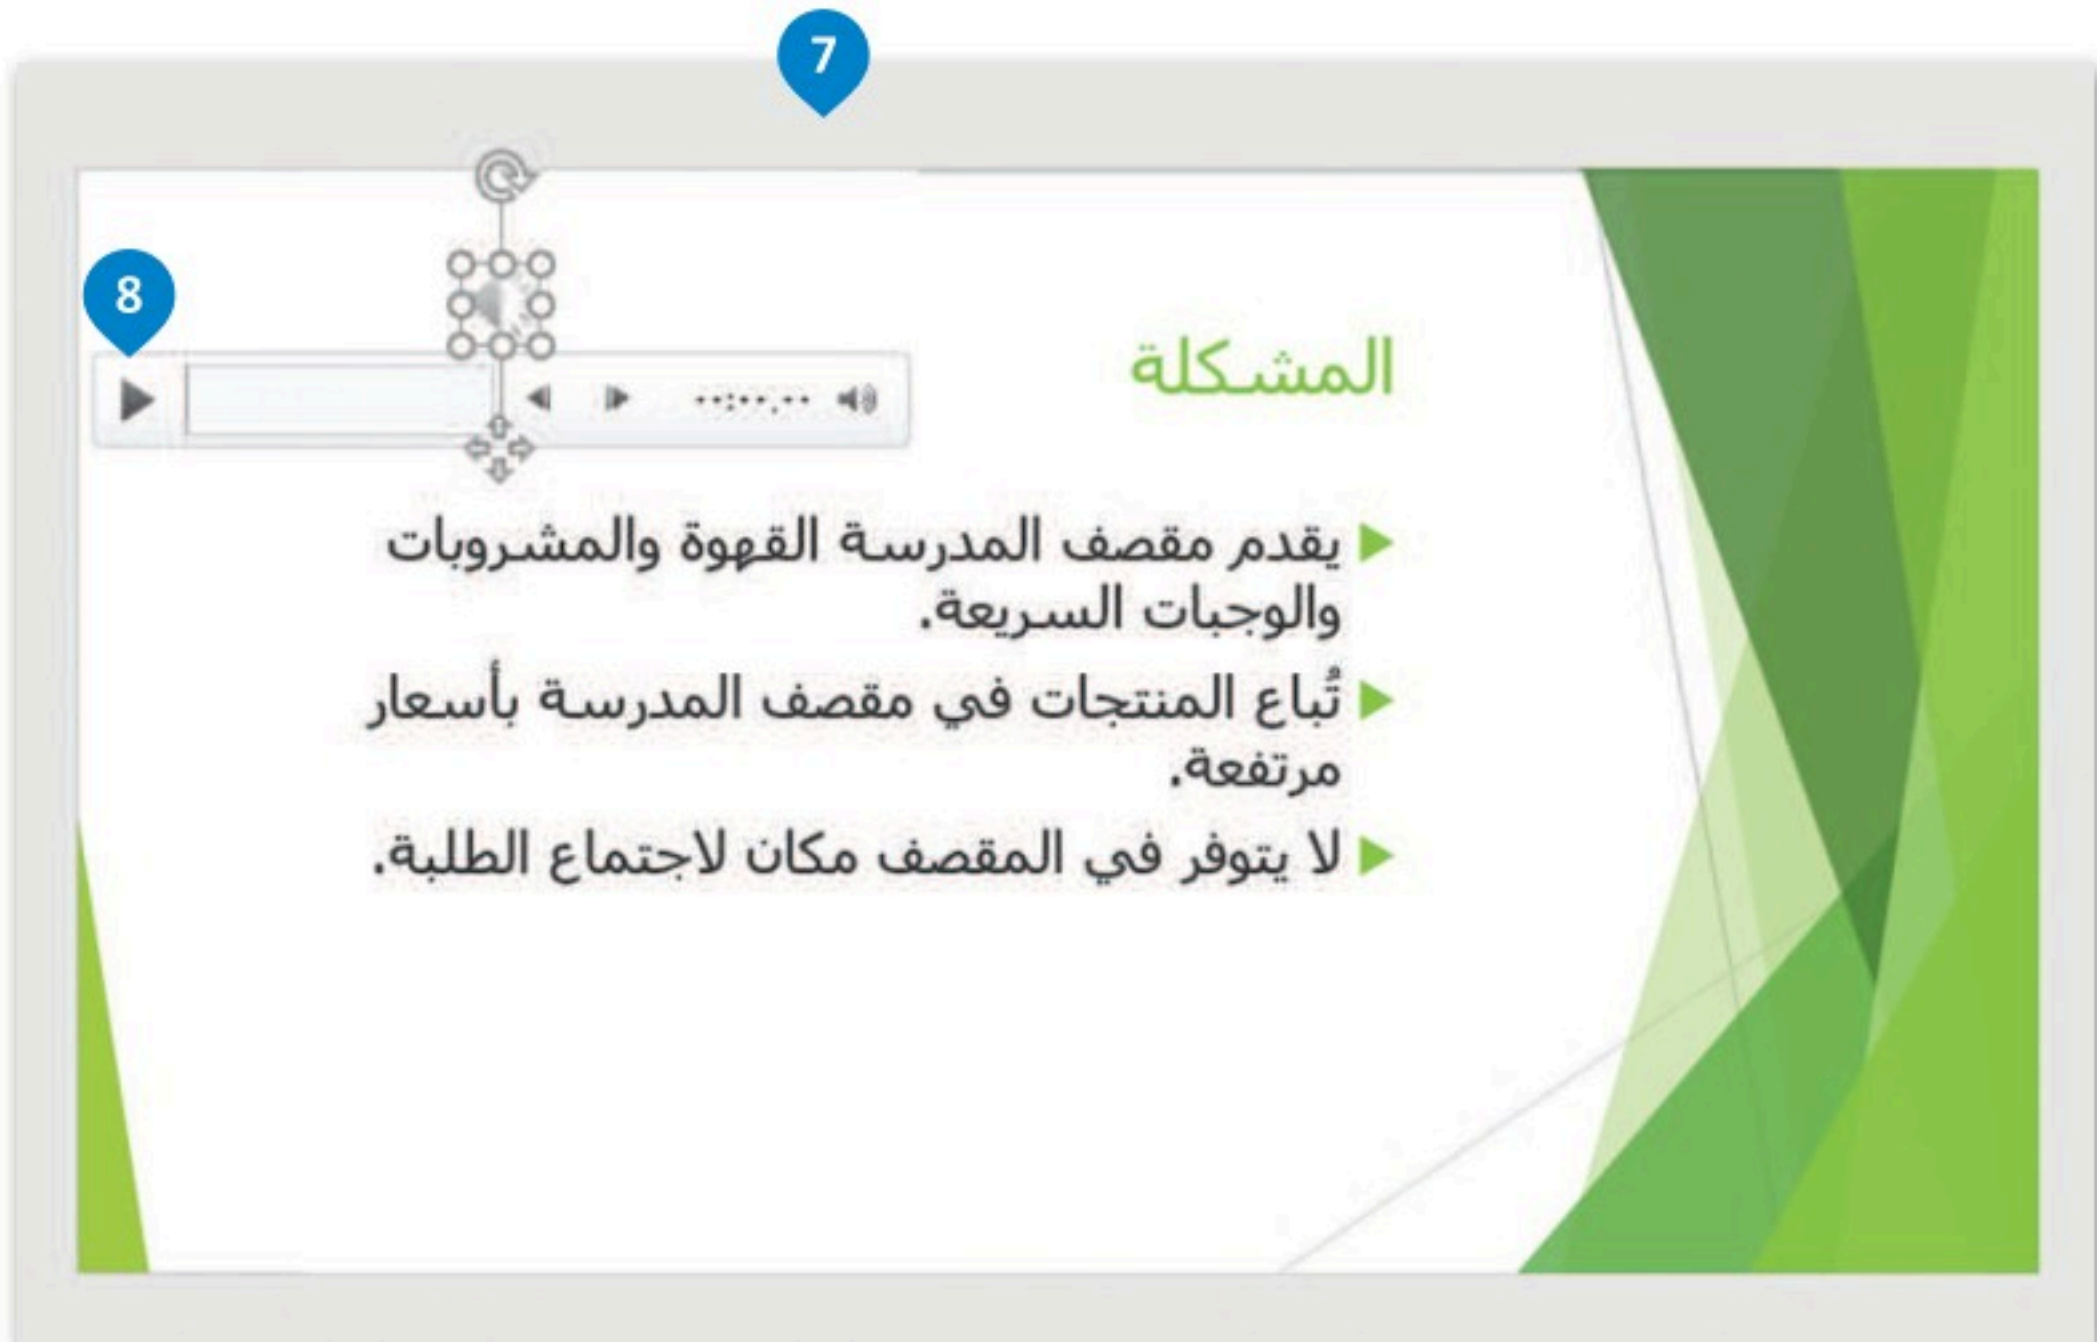 7
8
المشكلة
--:--.--
يقدم مقصف المدرسة القهوة والمشروبات
والوجبات السريعة.
تُباع المنتجات في مقصف المدرسة بأسعار
مرتفعة.
لا يتوفر في المقصف مكان لاجتماع الطلبة.